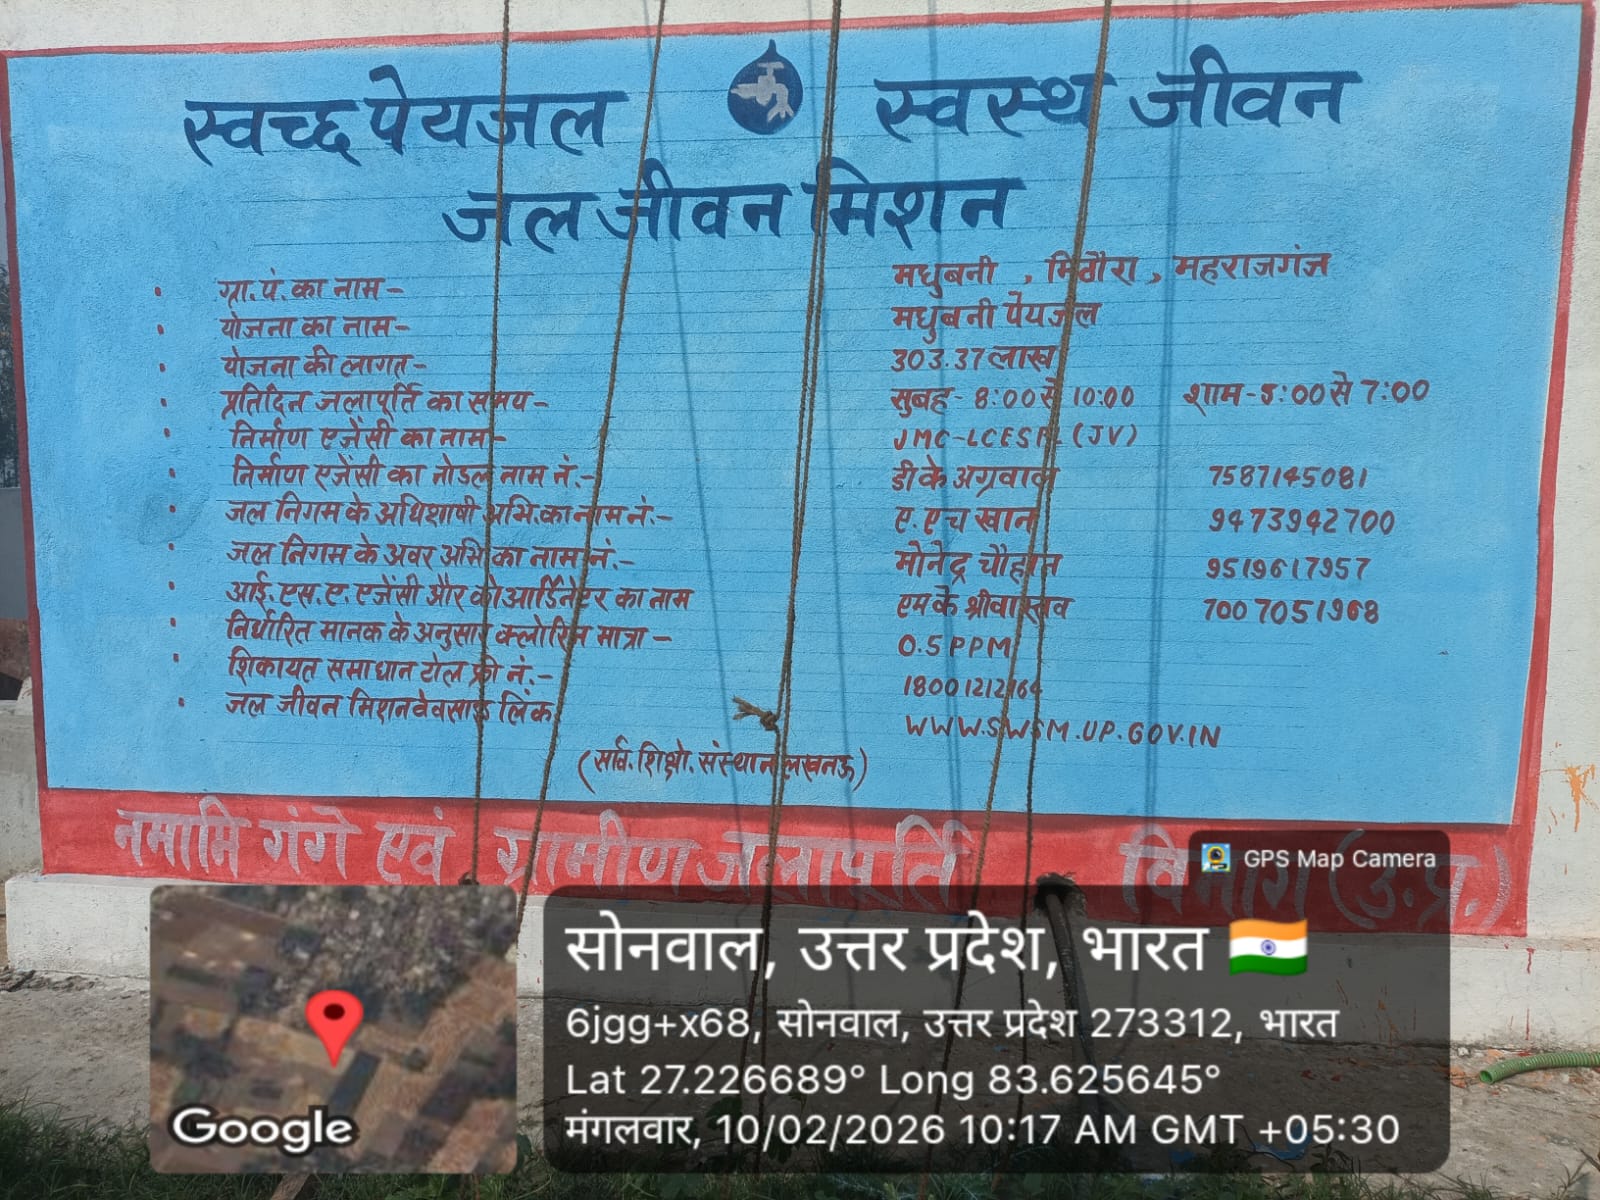 स्वच्छ पेयजल स्वस्थ जीवन
जल जीवन मिशन
ग्रा.पं.का नाम- मधुबनी , मिठौरा , महराजगंज
योजना का नाम- मधुबनी पेयजल
योजना की लागत- 303.37 लाख
प्रतिदिन जलापूर्ति का समय- सुबह- 8:00 से 10:00 शाम-5:00 से 7:00
निर्माण एजेंसी का नाम- JMC-LCESPL (JV)
निर्माण एजेंसी का नोडल नाम नं.- डी के अग्रवाल 7587145081
जल निगम के अधिशाषी अभि.का नाम नं.- ए. एच खान 9473942700
जल निगम के अवर अभि का नाम नं.- मोनेद्र चौहान 9519617957
आई.एस.ए.एजेंसी और कोआर्डिनेटर का नाम एम के श्रीवास्तव 7007051968
निर्धारित मानक के अनुसार क्लोरिन मात्रा- 0.5 PPM
शिकायत समाधान टोल फ्री नं.- 18001212164
जल जीवन मिशन वेवसाइ लिंक WWW.SWSM.UP.GOV.IN
(सर्वि.शिक्षो.संस्थान लखनऊ)
नमामि गंगे एवं ग्रामीण जलापूर्ति विभाग (उ.प्र.)
GPS Map Camera
सोनवाल, उत्तर प्रदेश, भारत
6jgg+x68, सोनवाल, उत्तर प्रदेश 273312, भारत
Lat 27.226689° Long 83.625645°
मंगलवार, 10/02/2026 10:17 AM GMT +05:30
Google